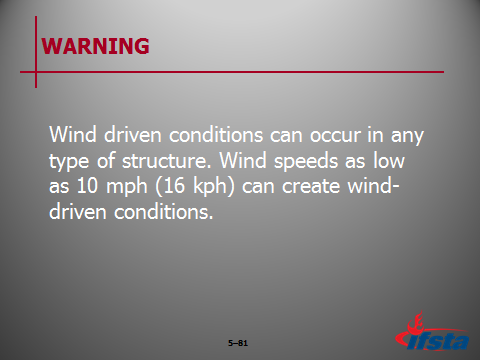 WARNING
Wind driven conditions can occur in any
type of structure. Wind speeds as low
as 10 mph (16 kph) can create wind-
driven conditions.
5–81
ifsta